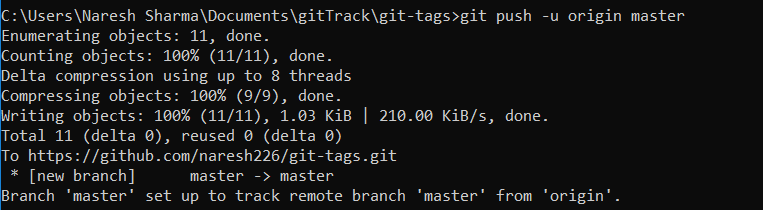 C:\Users\Naresh Sharma\Documents\gitTrack\git-tags>git push -u origin master
Enumerating objects: 11, done.
Counting objects: 100% (11/11), done.
Delta compression using up to 8 threads
Compressing objects: 100% (9/9), done.
Writing objects: 100% (11/11), 1.03 KiB | 210.00 KiB/s, done.
Total 11 (delta 0), reused 0 (delta 0)
To https://github.com/naresh226/git-tags.git
 * [new branch]      master -> master
Branch 'master' set up to track remote branch 'master' from 'origin'.